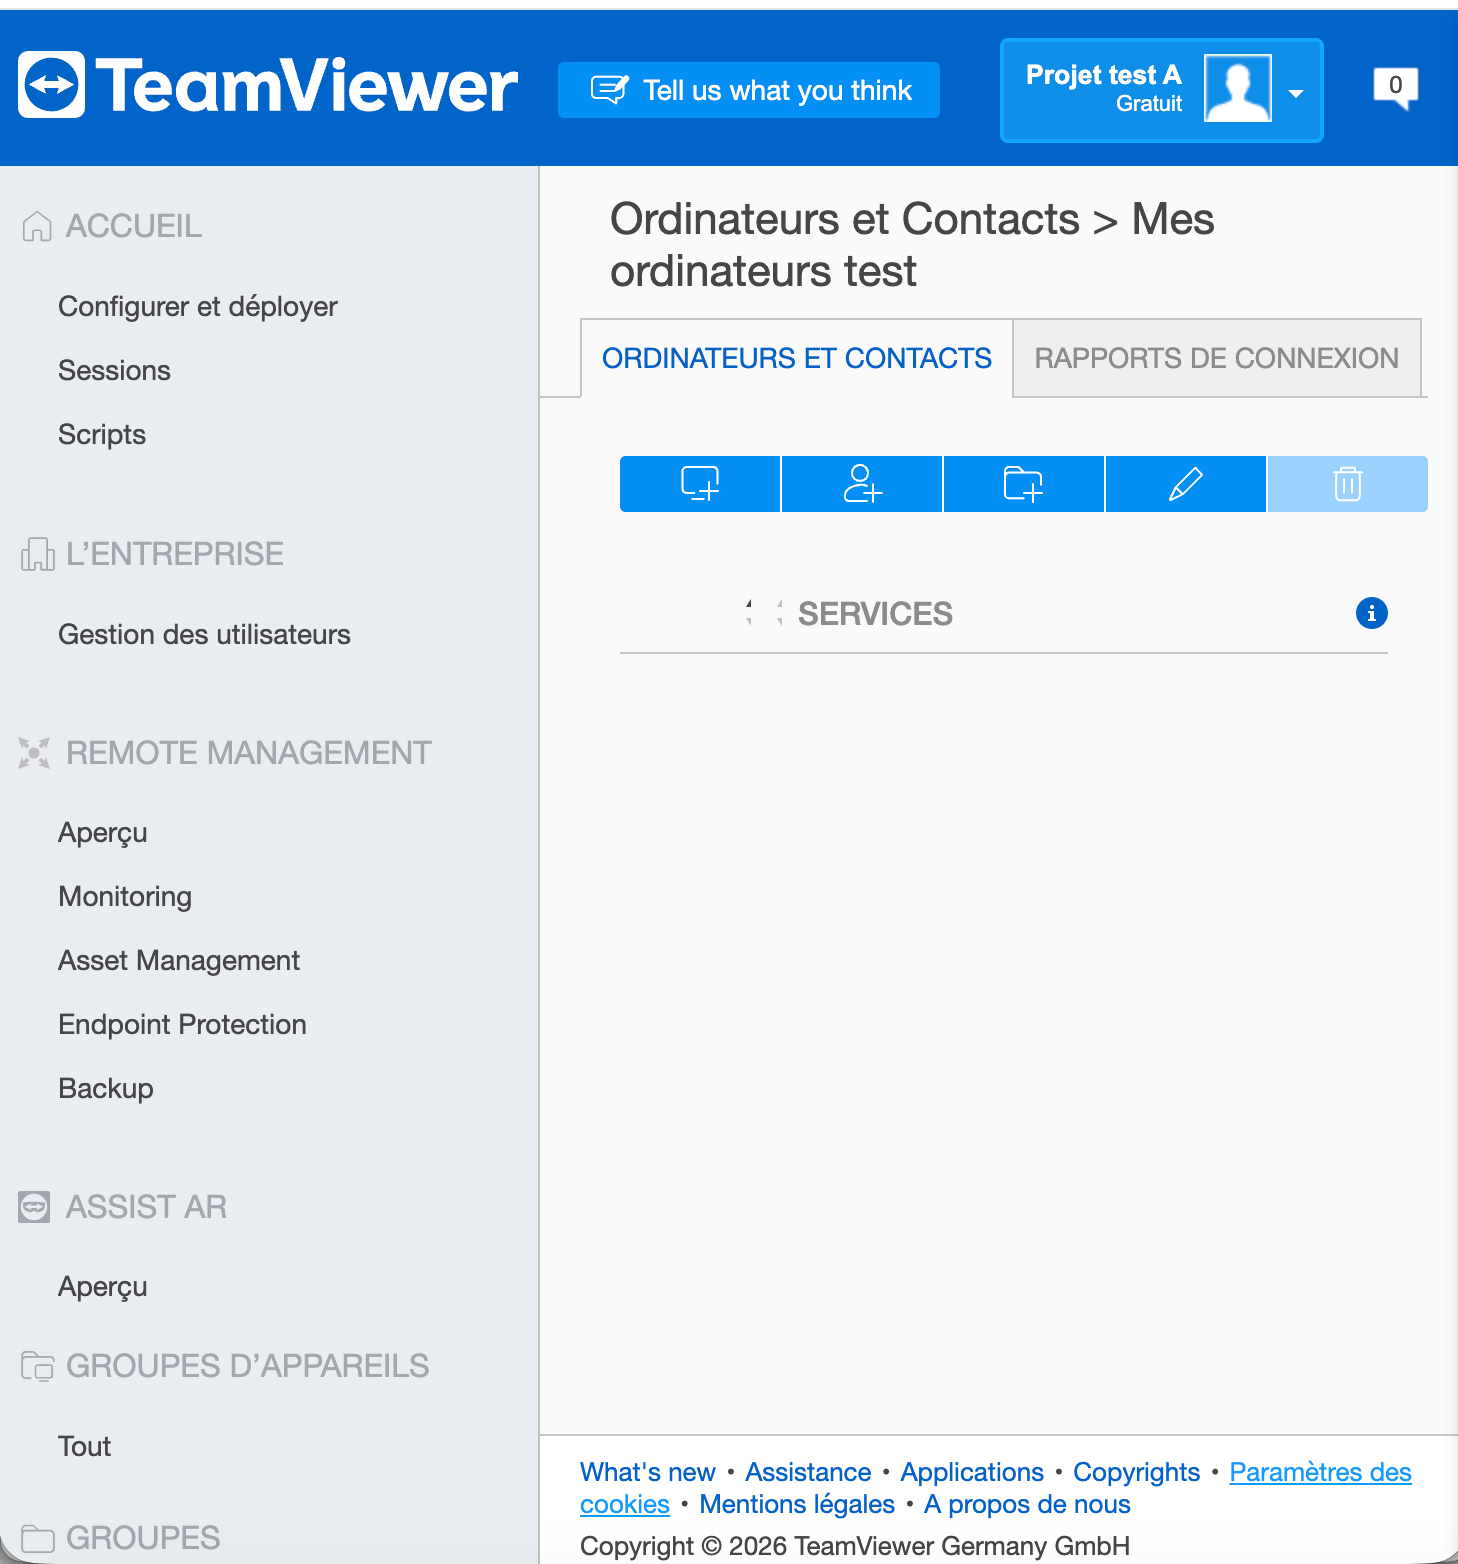 TeamViewer
Tell us what you think
Projet test A
Gratuit
0
ACCUEIL
Configurer et déployer
Sessions
Scripts
L’ENTREPRISE
Gestion des utilisateurs
REMOTE MANAGEMENT
Aperçu
Monitoring
Asset Management
Endpoint Protection
Backup
ASSIST AR
Aperçu
GROUPES D’APPAREILS
Tout
GROUPES
Ordinateurs et Contacts > Mes
ordinateurs test
ORDINATEURS ET CONTACTS
RAPPORTS DE CONNEXION
SERVICES
What's new • Assistance • Applications • Copyrights • Paramètres des
cookies • Mentions légales • A propos de nous
Copyright © 2026 TeamViewer Germany GmbH